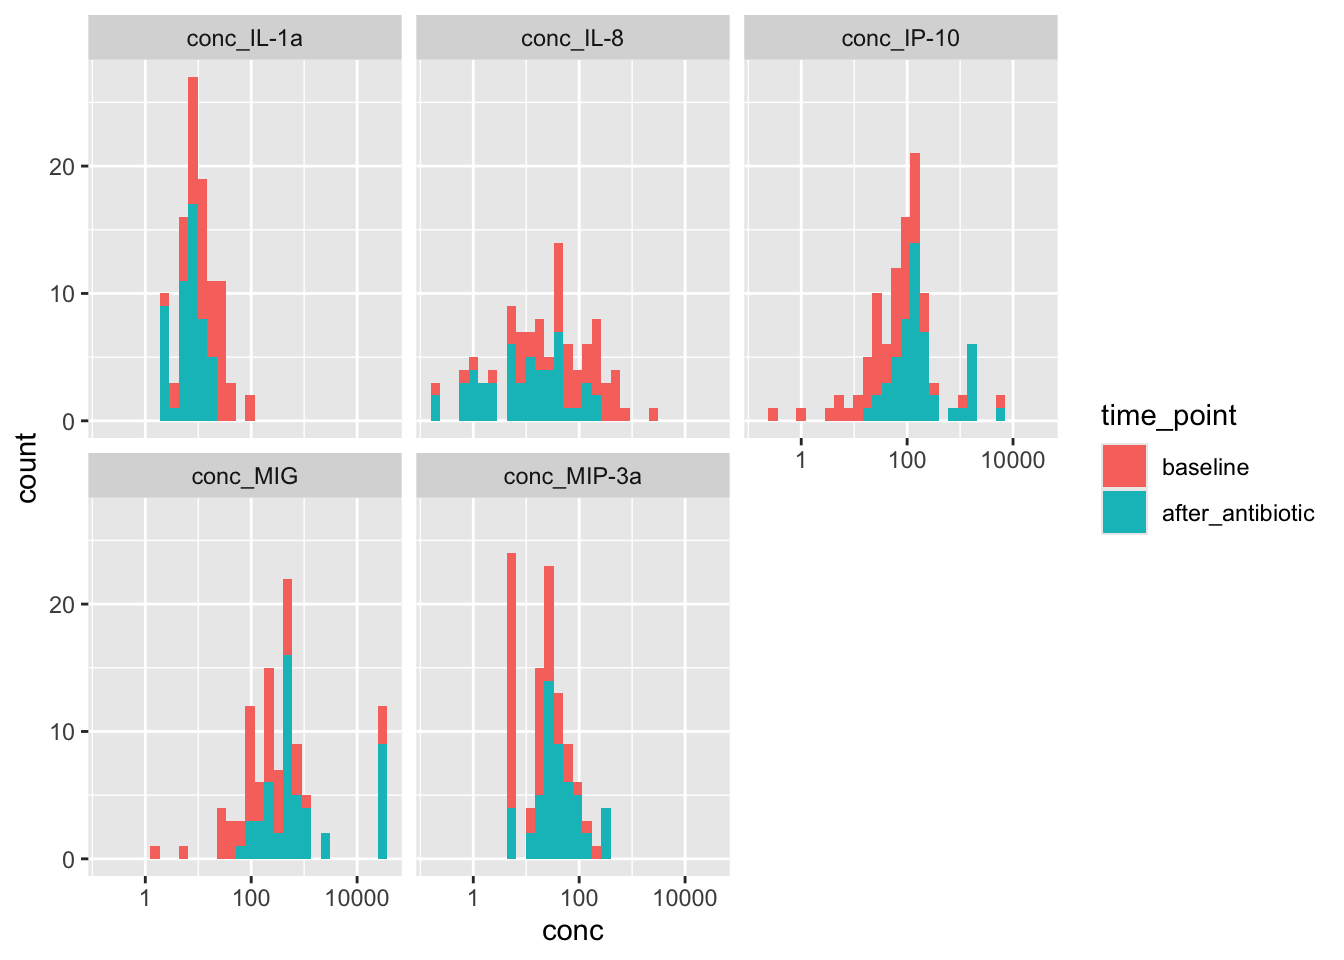 conc_IL-1a
conc_IL-8
conc_IP-10
20
10
0
1
100
10000
conc_MIG
conc_MIP-3a
20
10
0
1
100
10000
1
100
10000
conc
count
time_point
baseline
after_antibiotic